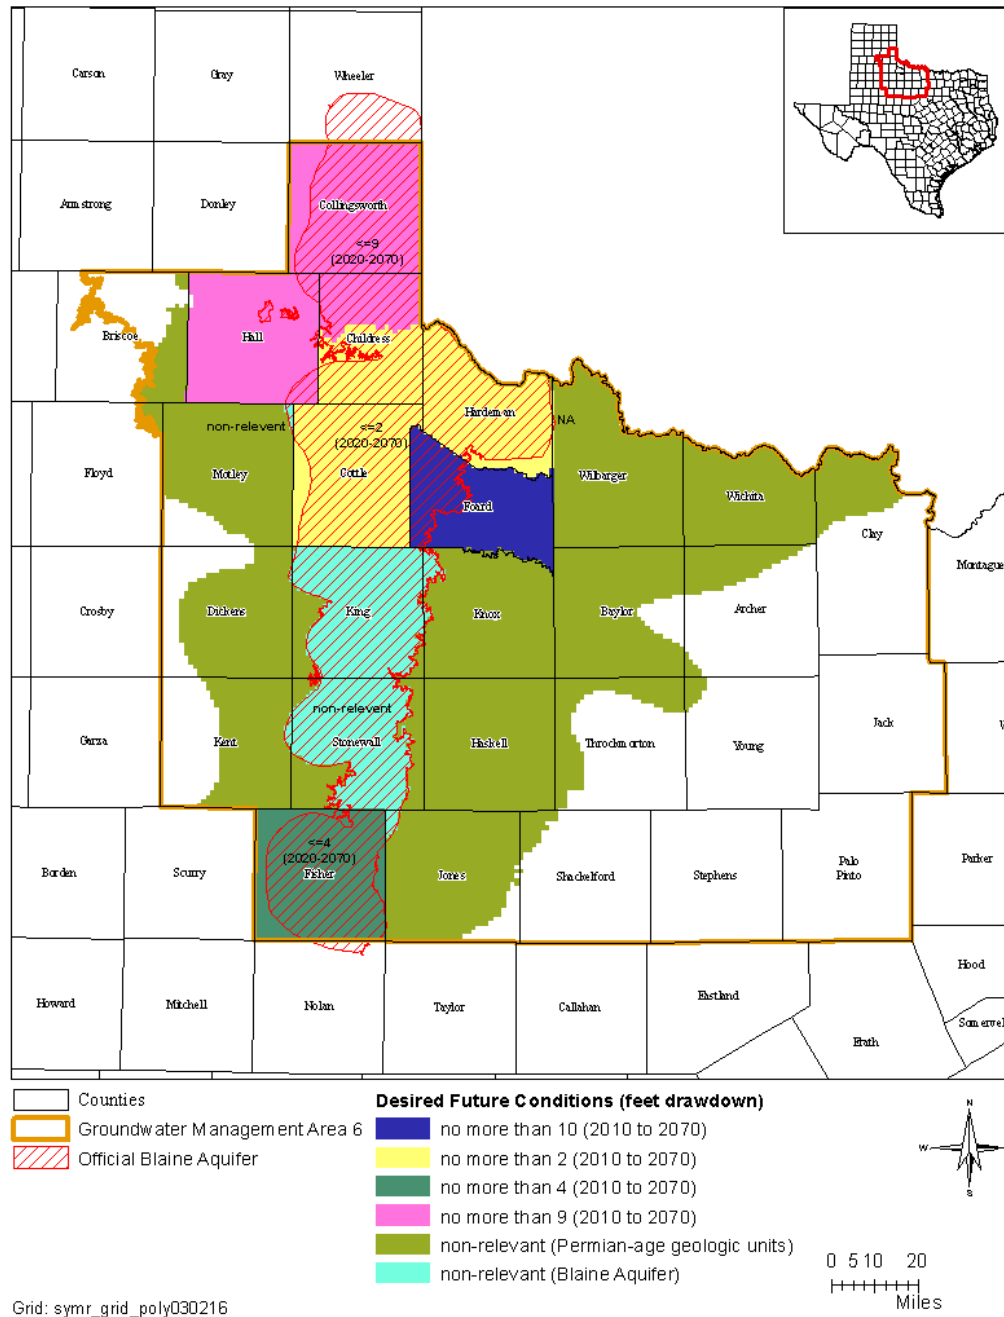 Carson
Gray
Wheeler
Armstrong
Donley
Collingsworth
<=9
(2020-2070)
Briscoe
Hall
Childress
Hardeman
non-relevent
<=2
(2020-2070)
NA
Floyd
Motley
Cottle
Wilbarger
Wichita
Foard
Clay
Montague
Crosby
Dickens
King
Knox
Baylor
Archer
non-relevent
Garza
Kent
Stonewall
Haskell
Throckmorton
Young
Jack
W
<=4
(2020-2070)
Borden
Scurry
Fisher
Jones
Shackelford
Stephens
Palo
Pinto
Parker
Howard
Mitchell
Nolan
Taylor
Callahan
Eastland
Hood
Somervel
Erath
Counties
Groundwater Management Area 6
Official Blaine Aquifer
Desired Future Conditions (feet drawdown)
no more than 10 (2010 to 2070)
no more than 2 (2010 to 2070)
no more than 4 (2010 to 2070)
no more than 9 (2010 to 2070)
non-relevant (Permian-age geologic units)
non-relevant (Blaine Aquifer)
N
W
E
S
0 5 10 20
Miles
Grid: symr_grid_poly030216